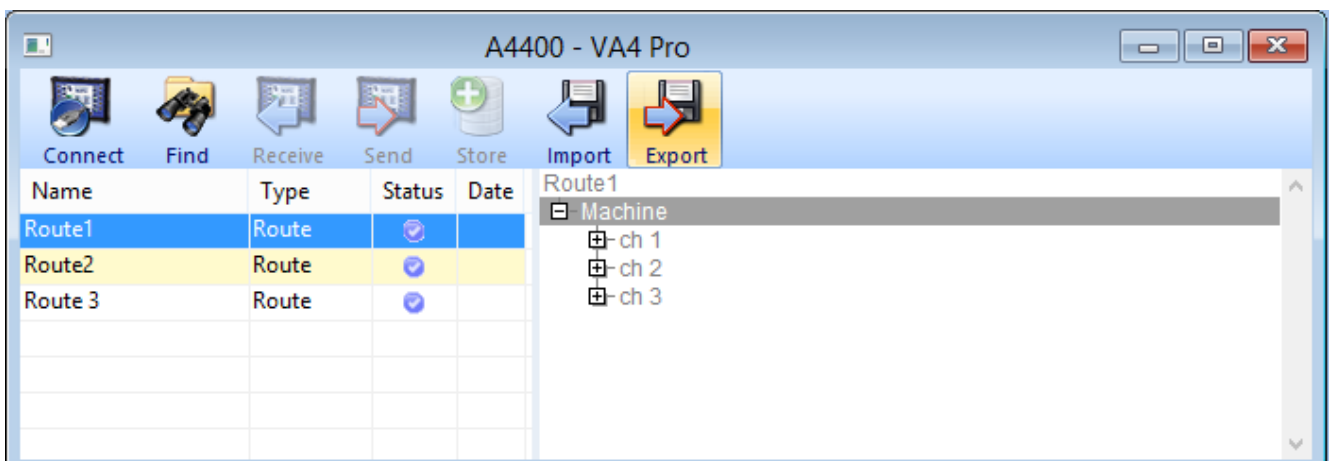 A4400 - VA4 Pro
Connect Find Receive Send Store Import Export
Name Type Status Date
Route1 Route
Route2 Route
Route 3 Route
Route1
Machine
ch 1
ch 2
ch 3